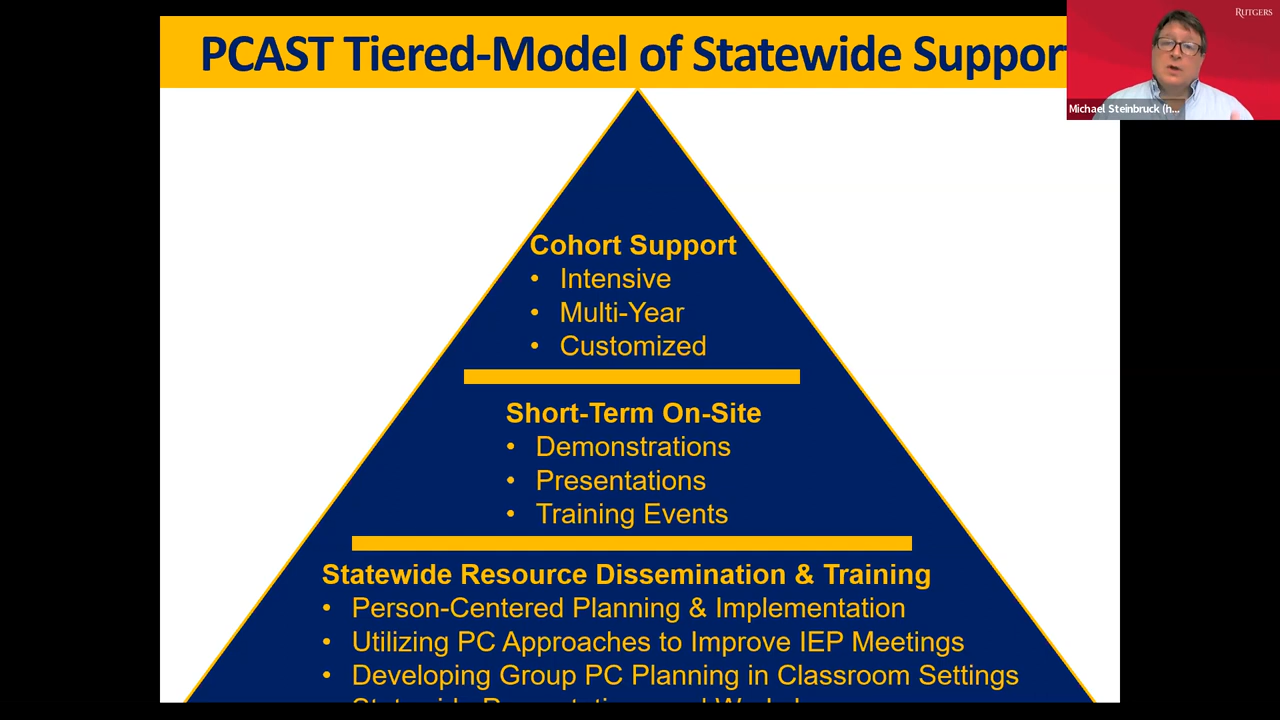 PCAST Tiered-Model of Statewide Suppor
RUTGERS
Michael Steinbruck (h...
Cohort Support
• Intensive
• Multi-Year
• Customized
Short-Term On-Site
• Demonstrations
• Presentations
• Training Events
Statewide Resource Dissemination & Training
• Person-Centered Planning & Implementation
• Utilizing PC Approaches to Improve IEP Meetings
• Developing Group PC Planning in Classroom Settings